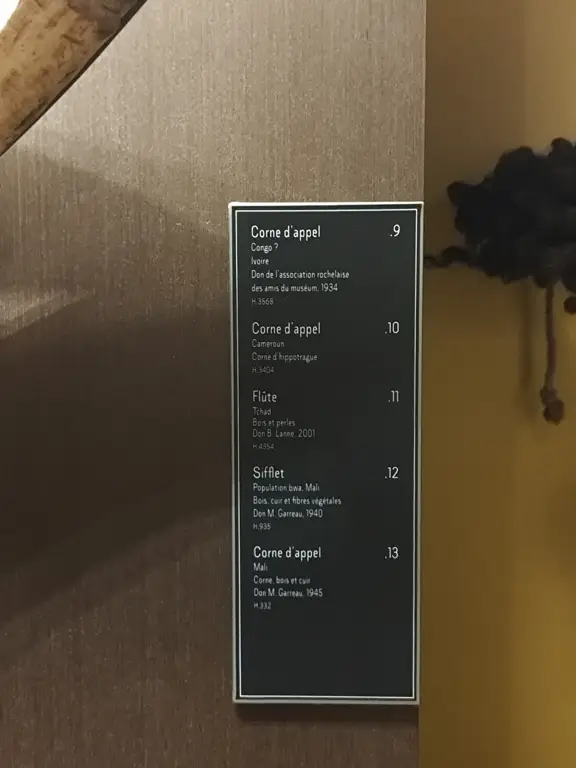 Corne d'appel .9
Congo ?
Ivoire
Don de l'association rochelaise
des amis du muséum, 1934
H.3568
Corne d'appel .10
Cameroun
Corne d'hippotrague
H.3404
Flûte .11
Tchad
Bois et perles
Don B. Lanne, 2001
H.4354
Sifflet .12
Population bwa, Mali
Bois, cuir et fibres végétales
Don M. Garreau, 1940
H.935
Corne d'appel .13
Mali
Corne, bois et cuir
Don M. Garreau, 1945
H.332